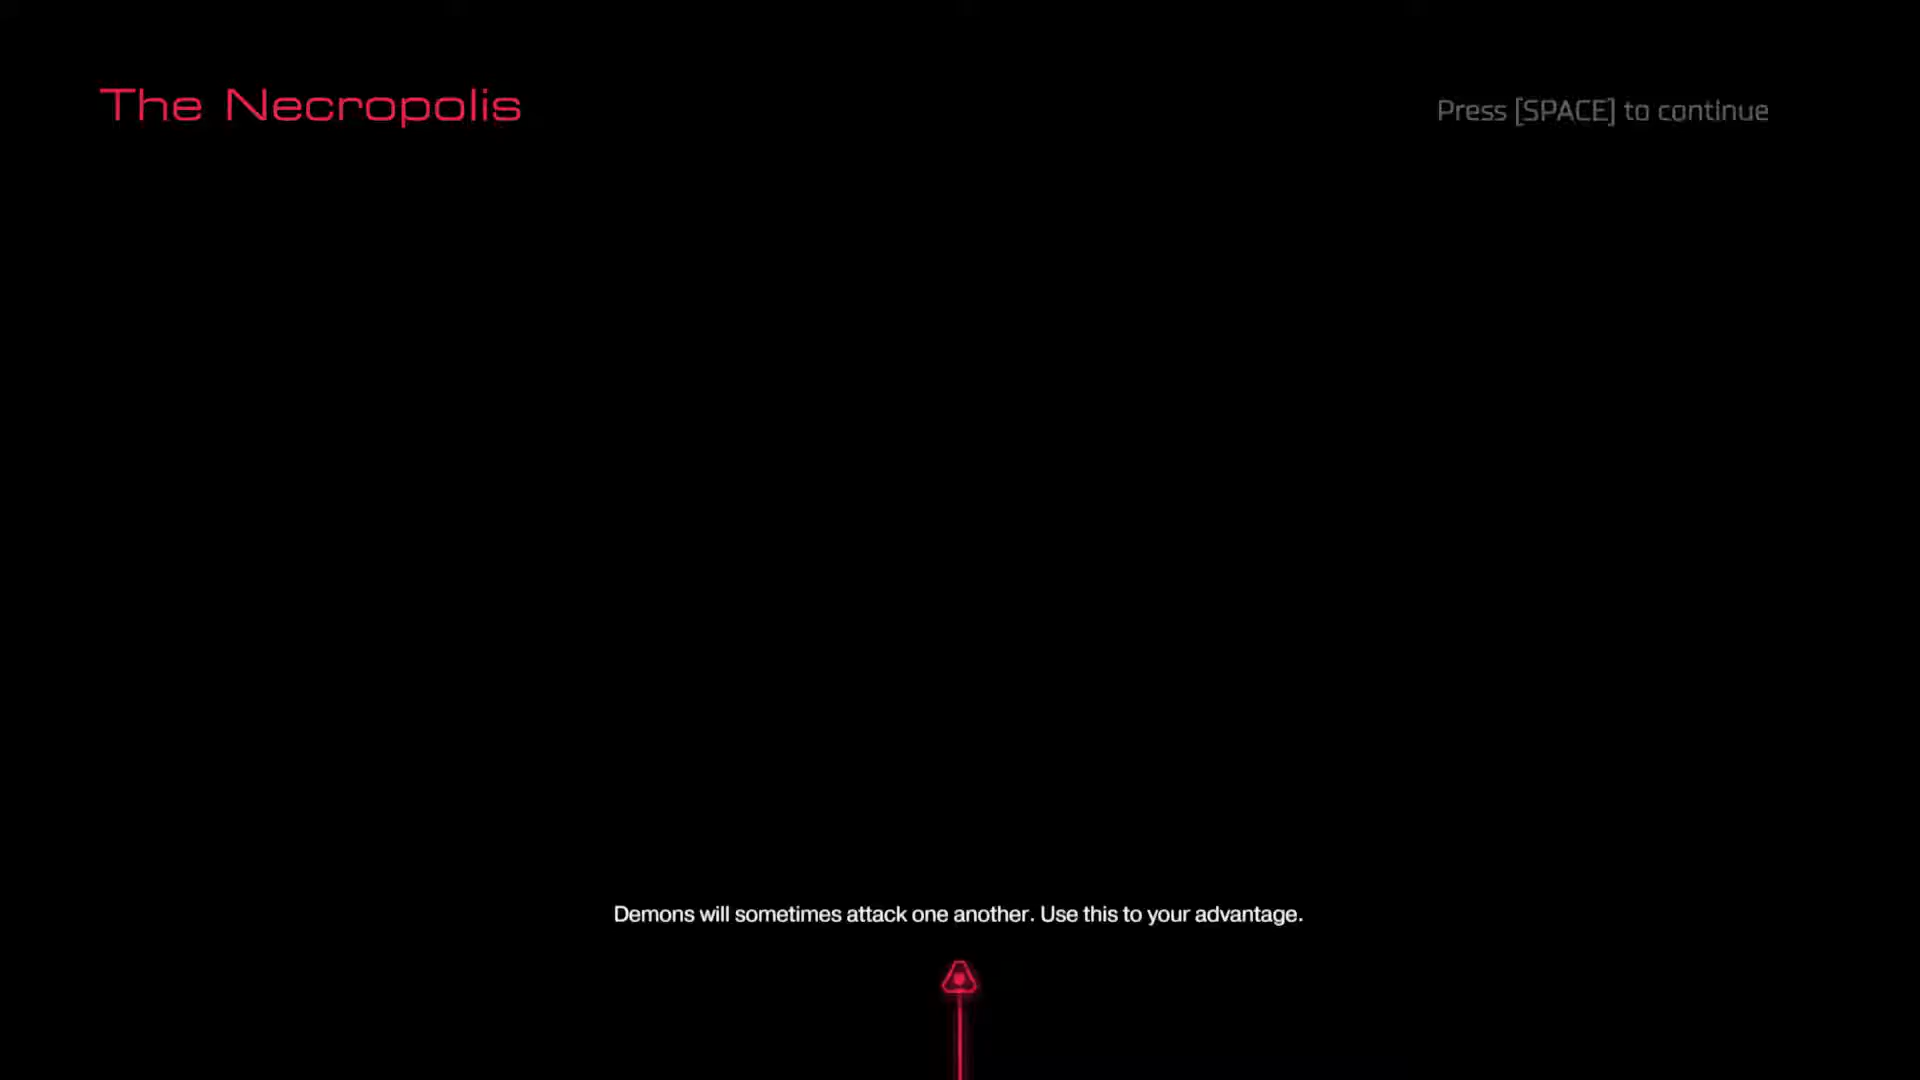 The Necropolis
Press [SPACE] to continue
Demons will sometimes attack one another. Use this to your advantage.